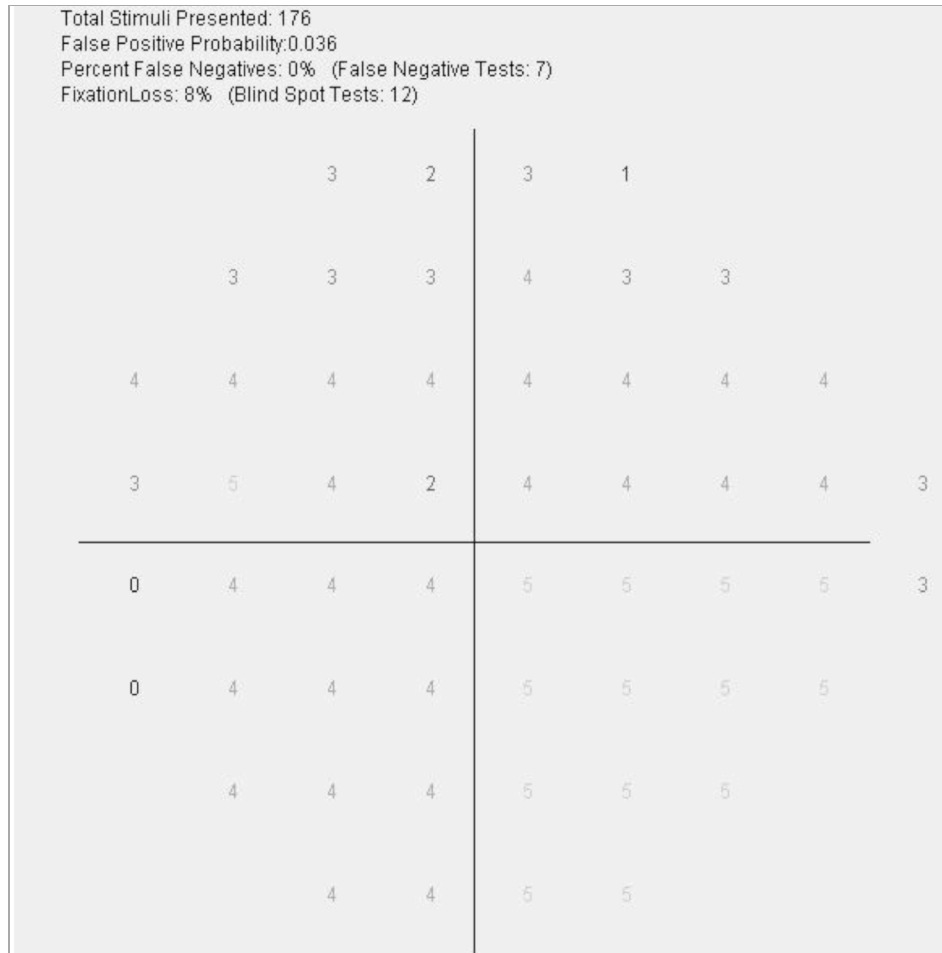 Total Stimuli Presented: 176
False Positive Probability:0.036
Percent False Negatives: 0% (False Negative Tests: 7)
FixationLoss: 8% (Blind Spot Tests: 12)
3 2 3 1
3 3 3 4 3 3
4 4 4 4 4 4 4 4
3 5 4 2 4 4 4 4 3
0 4 4 4 5 5 5 5 3
0 4 4 4 5 5 5 5
4 4 4 5 5 5
4 4 5 5